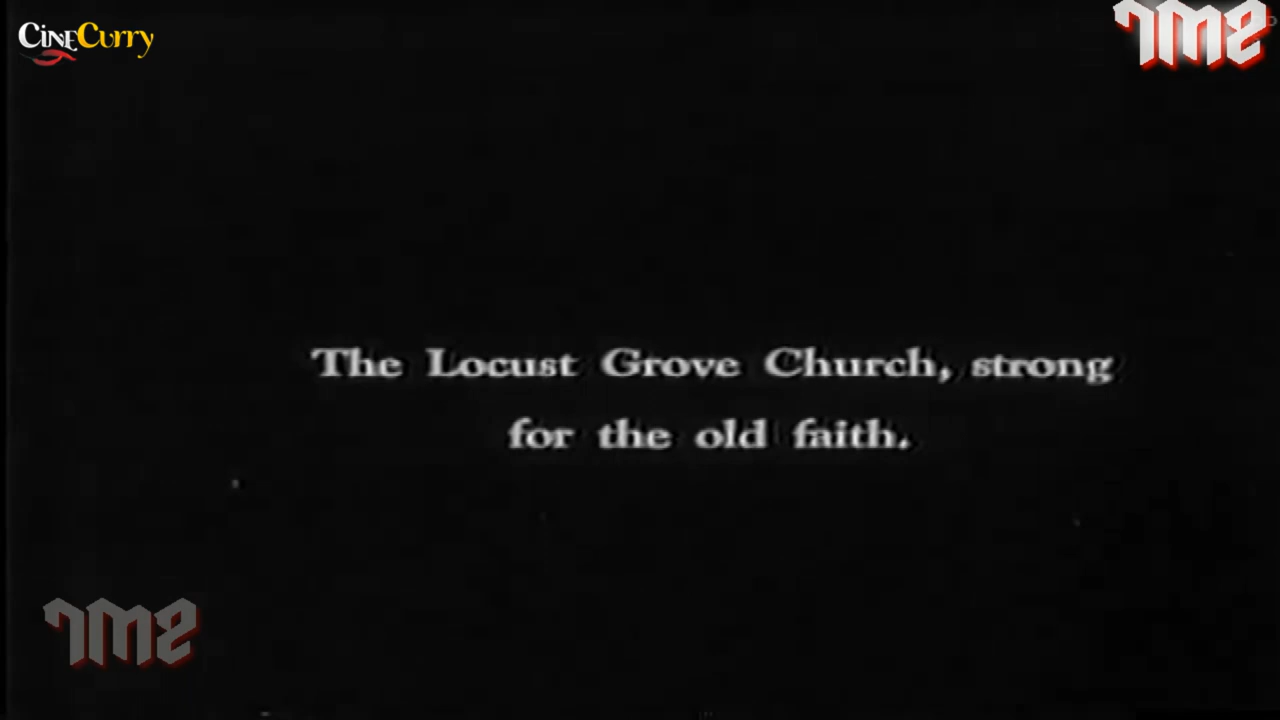 CineCurry
The Locust Grove Church, strong
for the old faith.